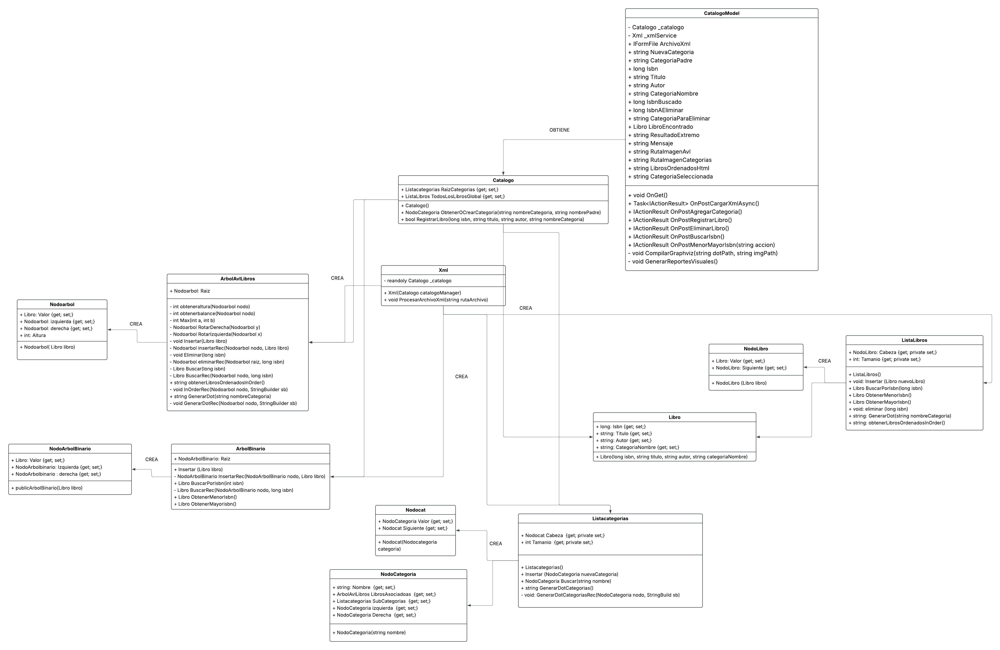 CatalogoModel
- Catalogo _catalogo
- Xml _xmlService
+ IFormFile ArchivoXml
+ string NuevaCategoria
+ string CategoriaPadre
+ long Isbn
+ string Titulo
+ string Autor
+ string CategoriaNombre
+ long IsbnBuscado
+ long IsbnAEliminar
+ string CategoriaParaEliminar
+ Libro LibroEncontrado
+ string ResultadoExtremo
+ string Mensaje
+ string RutaImagenAvl
+ string RutaImagenCategorias
+ string LibrosOrdenadosHtml
+ string CategoriaSeleccionada
+ void OnGet()
+ Task<IActionResult> OnPostCargarXmlAsync()
+ IActionResult OnPostAgregarCategoria()
+ IActionResult OnPostRegistrarLibro()
+ IActionResult OnPostEliminarLibro()
+ IActionResult OnPostBuscarIsbn()
+ IActionResult OnPostMenorMayorIsbn(string accion)
- void CompilarGraphviz(string dotPath, string imgPath)
- void GenerarReportesVisuales()
OBTIENE
Catalogo
+ Listacategorias RaizCategorias {get; set;}
+ ListaLibros TodosLosLibrosGlobal {get; set;}
+ Catalogo()
+ NodoCategoria ObtenerOCrearCategoria(string nombreCategoria, string nombrePadre)
+ bool RegistrarLibro(long isbn, string titulo, string autor, string nombreCategoria)
Xml
- reandoly Catalogo _catalogo
+ Xml(Catalogo catalogoManager)
+ void ProcesarArchivoXml(string rutaArchivo)
CREA
CREA
CREA
ArbolAvlLibros
+ Nodoarbol: Raiz
- int obteneraltura(Nodoarbol nodo)
- int obtenerbalance(Nodoarbol nodo)
- int Max(int a, int b)
- Nodoarbol RotarDerecha(Nodoarbol y)
- Nodoarbol RotarIzquierda(Nodoarbol x)
- void Insertar(Libro libro)
- Nodoarbol insertarRec(Nodoarbol nodo, Libro libro)
- void Eliminar(long isbn)
- Nodoarbol eliminarRec(Nodoarbol raiz, long isbn)
- Libro Buscar(long isbn)
- Libro BuscarRec(Nodoarbol nodo, long isbn)
+ string obtenerLibrosOrdenadosInOrder()
- void InOrderRec(Nodoarbol nodo, StringBuilder sb)
+ string GenerarDot(string nombreCategoria)
- void GenerarDotRec(Nodoarbol nodo, StringBuilder sb)
CREA
Nodoarbol
+ Libro: Valor {get; set;}
+ Nodoarbol: izquierda {get; set;}
+ Nodoarbol: derecha {get; set;}
+ int: Altura
+ Nodoarbol( Libro libro)
ListaLibros
+ NodoLibro: Cabeza {get; private set;}
+ int: Tamanio {get; private set;}
+ ListaLibros()
+ void: Insertar (Libro nuevoLibro)
+ Libro BuscarPorIsbn(long isbn)
+ Libro ObtenerMenorIsbn()
+ Libro ObtenerMayorIsbn()
+ void: eliminar (long isbn)
+ string: GenerarDot(string nombreCategoria)
+ string: obtenerLibrosOrdenadosInOrder()
CREA
NodoLibro
+ Libro: Valor {get; set;}
+ NodoLibro: Siguiente {get; set;}
+ NodoLibro (Libro libro)
Libro
+ long: Isbn {get; set;}
+ string: Titulo {get; set;}
+ string: Autor {get; set;}
+ string: CategoriaNombre {get; set;}
+ Libro(long isbn, string titulo, string autor, string categoriaNombre)
NodoArbolBinario
+ Libro: Valor {get; set;}
+ NodoArbolbinario: Izquierda {get; set;}
+ NodoArbolbinario : derecha {get; set;}
+ publicArbolBinario(Libro libro)
CREA
ArbolBinario
+ NodoArbolBinario: Raiz
+ Insertar (Libro libro)
- NodoArbolBinario InsertarRec(NodoArbolBinario nodo, Libro libro)
+ Libro BuscarPorIsbn(int isbn)
- Libro BuscarRec(NodoArbolBinario nodo, long isbn)
+ Libro ObtenerMenorIsbn()
+ Libro ObtenerMayorisbn()
Nodocat
+ NodoCategoria Valor {get; set;}
+ Nodocat Siguiente {get; set;}
+ Nodocat(Nodocategoria
categoria)
CREA
Listacategorias
+ Nodocat Cabeza {get; private set;}
+ int Tamanio {get; private set;}
+ Listacategorias()
+ Insertar (NodoCategoria nuevaCategoria)
+ NodoCategoria Buscar(string nombre)
+ string GenerarDotCategorias()
- void: GenerarDotCategoriasRec(NodoCategoria nodo, StringBuild sb)
NodoCategoria
+ string: Nombre {get; set;}
+ ArbolAvlLibros LibrosAsociadoas {get; set;}
+ Listacategorias SubCategorias {get; set;}
+ NodoCategoria izquierda {get; set;}
+ NodoCategoria Derecha {get; set;}
+ NodoCategoria(string nombre)